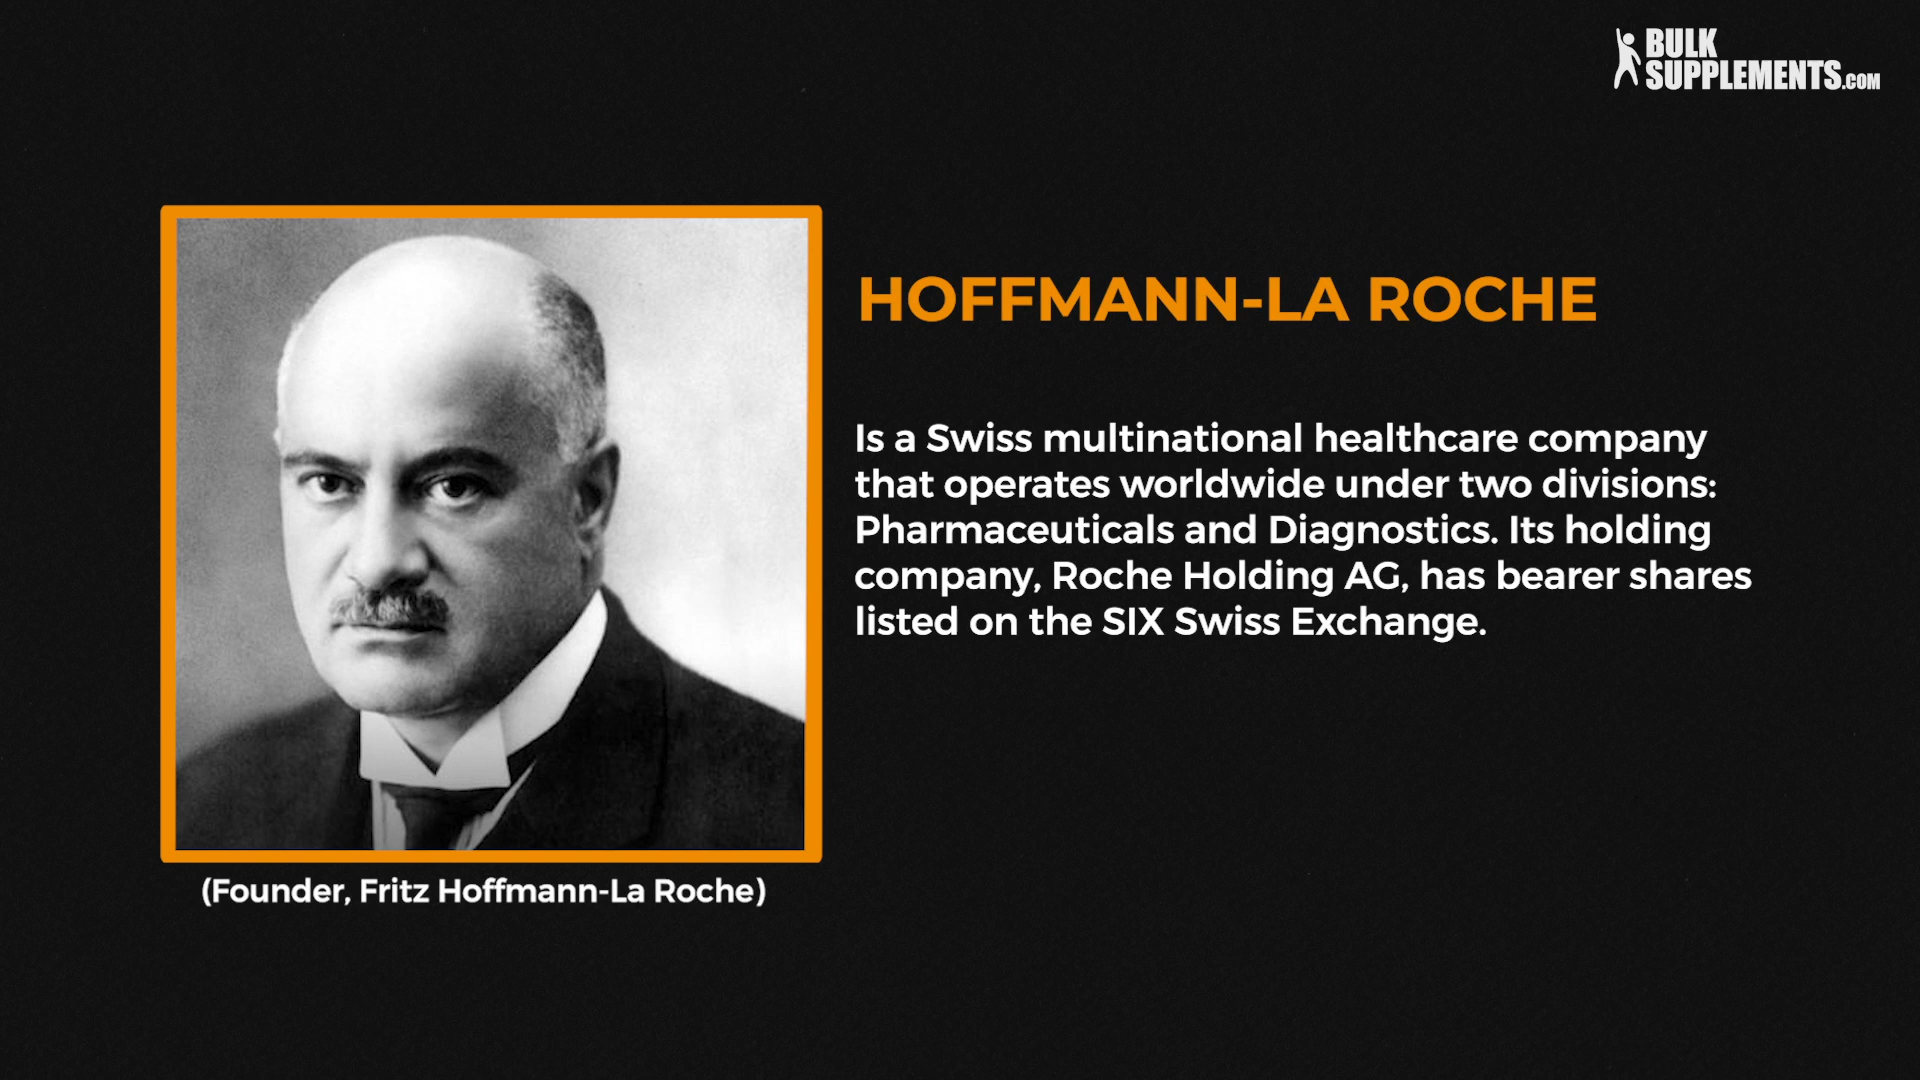 BULK
SUPPLEMENTS.COM
HOFFMANN-LA ROCHE
Is a Swiss multinational healthcare company
that operates worldwide under two divisions:
Pharmaceuticals and Diagnostics. Its holding
company, Roche Holding AG, has bearer shares
listed on the SIX Swiss Exchange.
(Founder, Fritz Hoffmann-La Roche)